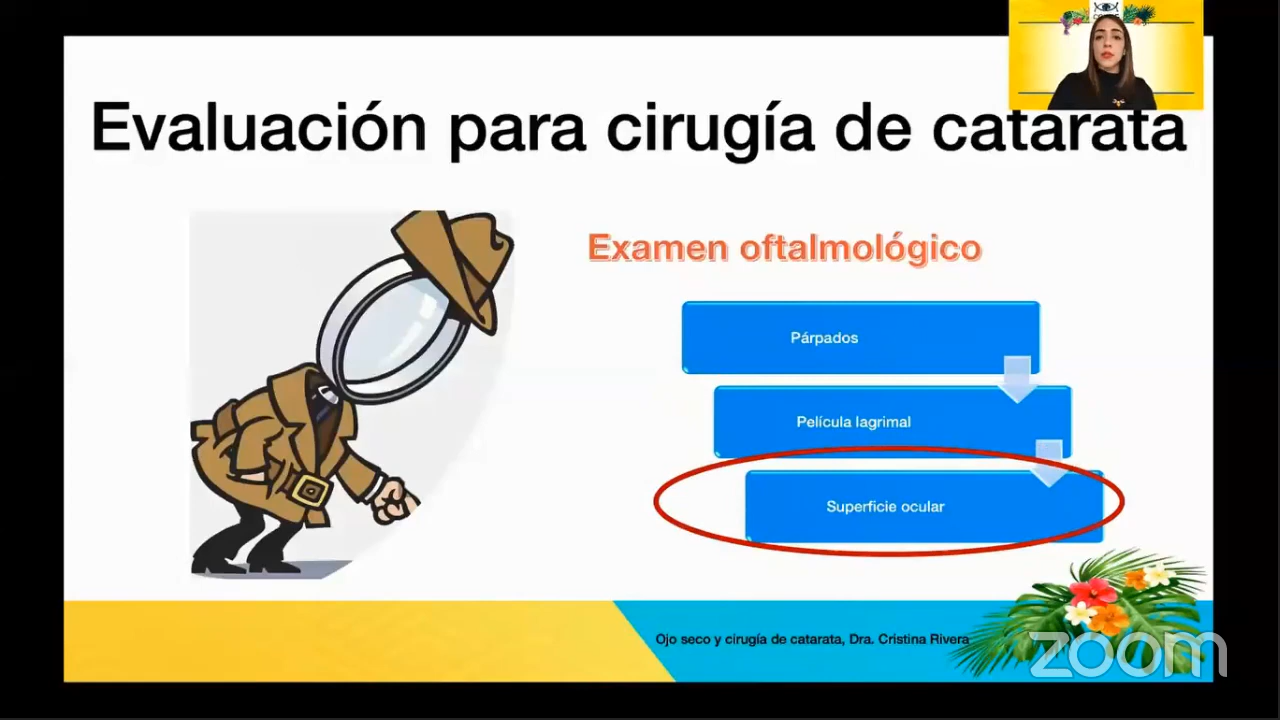 Evaluación para cirugía de catarata
Examen oftalmológico
Párpados
Película lagrimal
Superficie ocular
Ojo seco y cirugía de catarata, Dra. Cristina Rivera
zoom